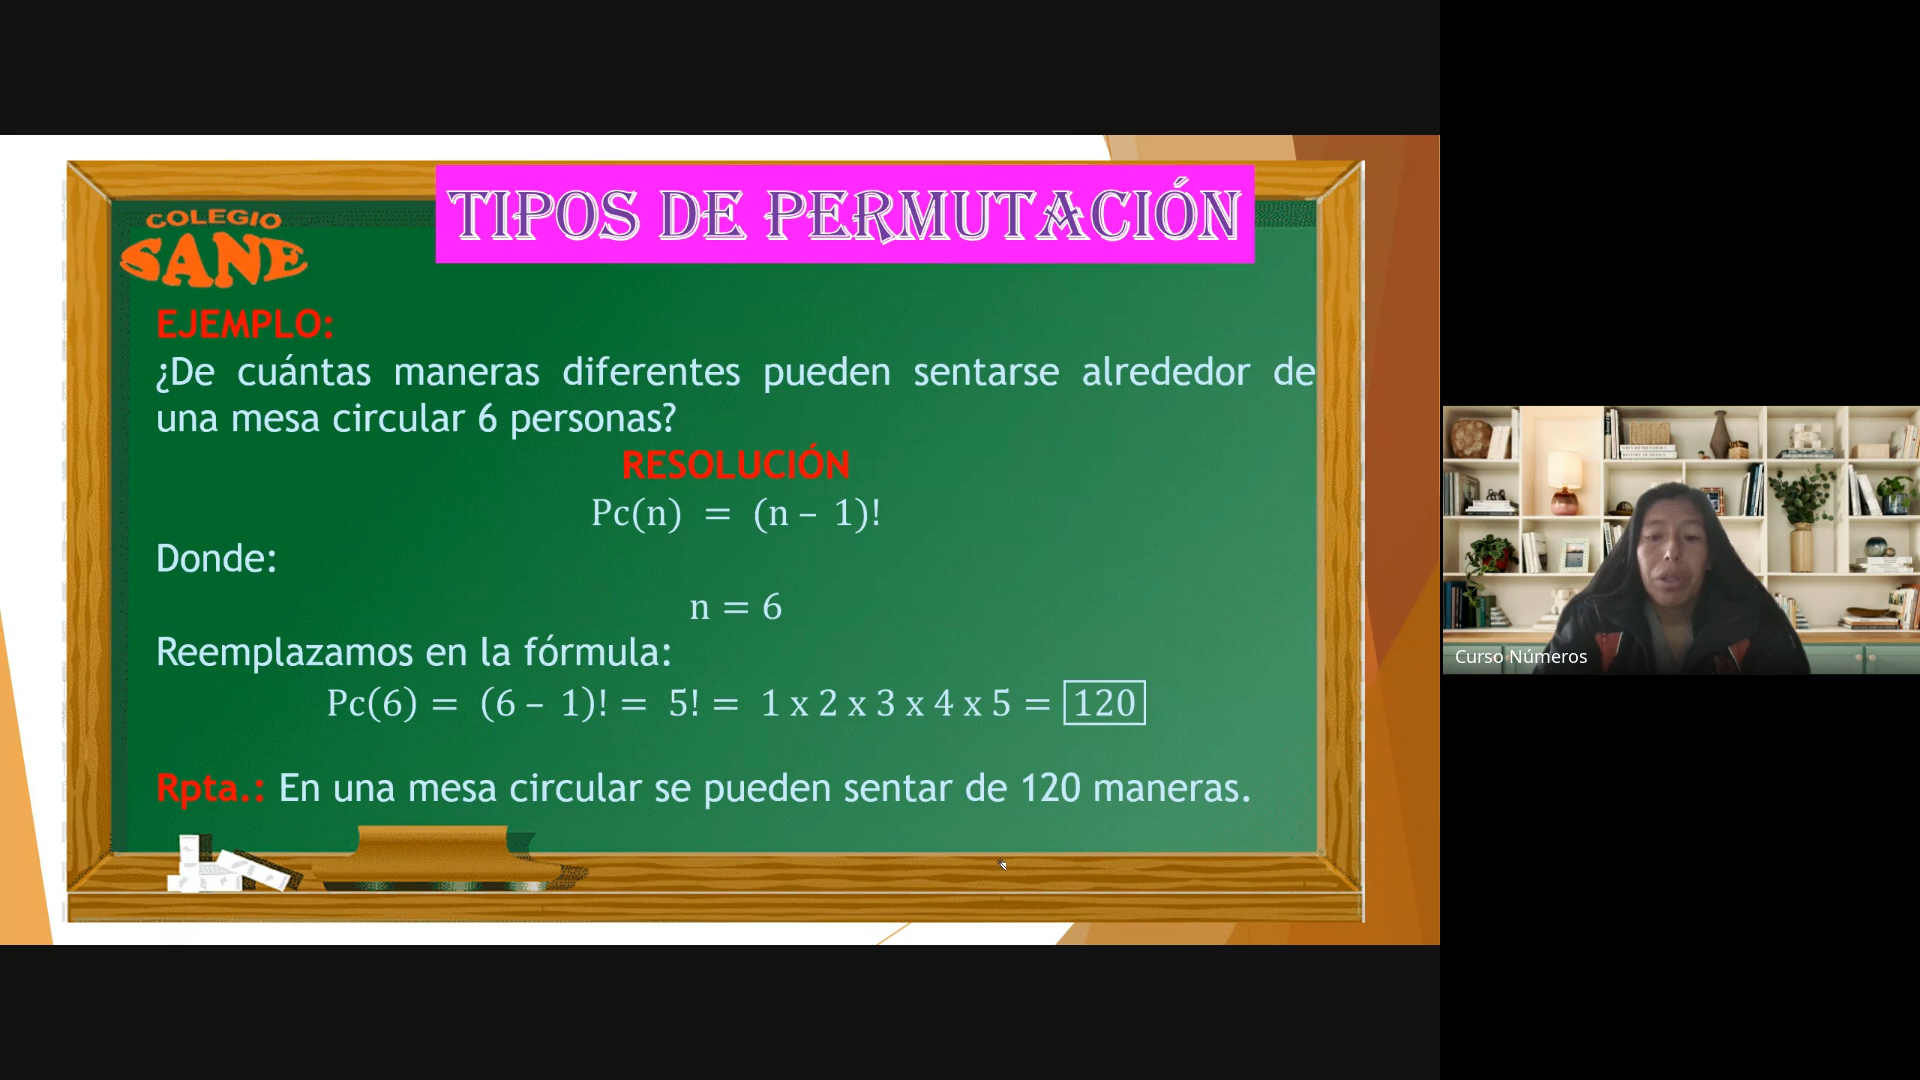 TIPOS DE PERMUTACIÓN
COLEGIO
SANE
EJEMPLO:
¿De cuántas maneras diferentes pueden sentarse alrededor de
una mesa circular 6 personas?
RESOLUCIÓN
Pc(n) = (n – 1)!
Donde:
n = 6
Reemplazamos en la fórmula:
Pc(6) = (6 – 1)! = 5! = 1 x 2 x 3 x 4 x 5 = 120
Rpta.: En una mesa circular se pueden sentar de 120 maneras.
Curso Números